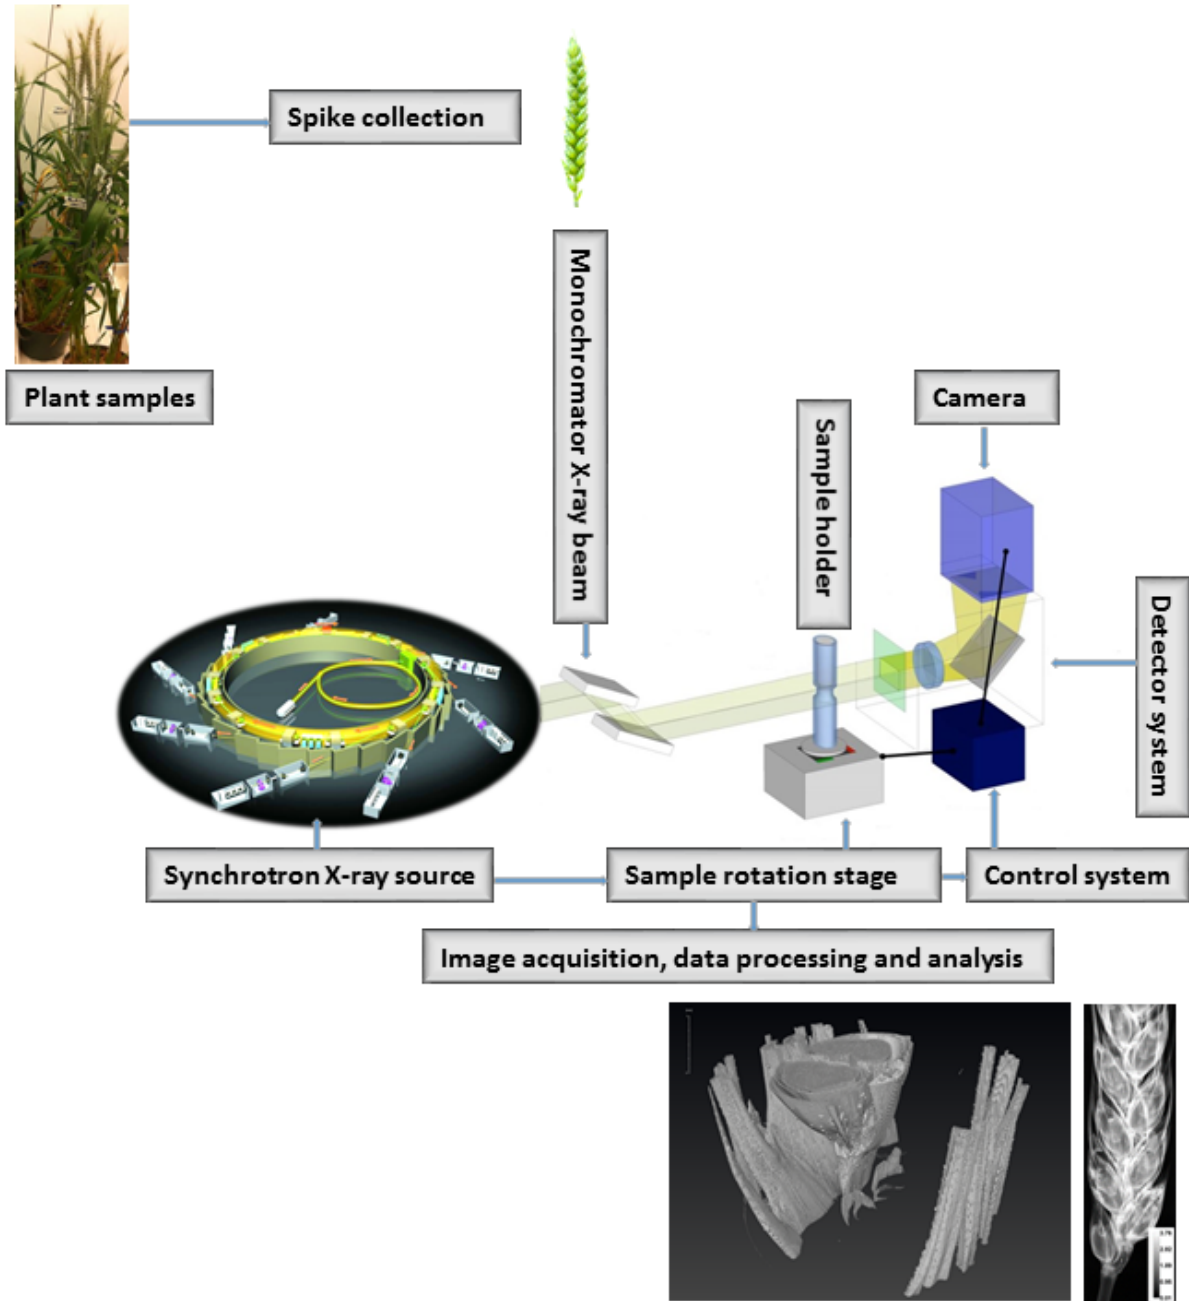 Spike collection
Plant samples
Monochromator X-ray beam
Sample holder
Camera
Detector system
Synchrotron X-ray source
Sample rotation stage
Control system
Image acquisition, data processing and analysis